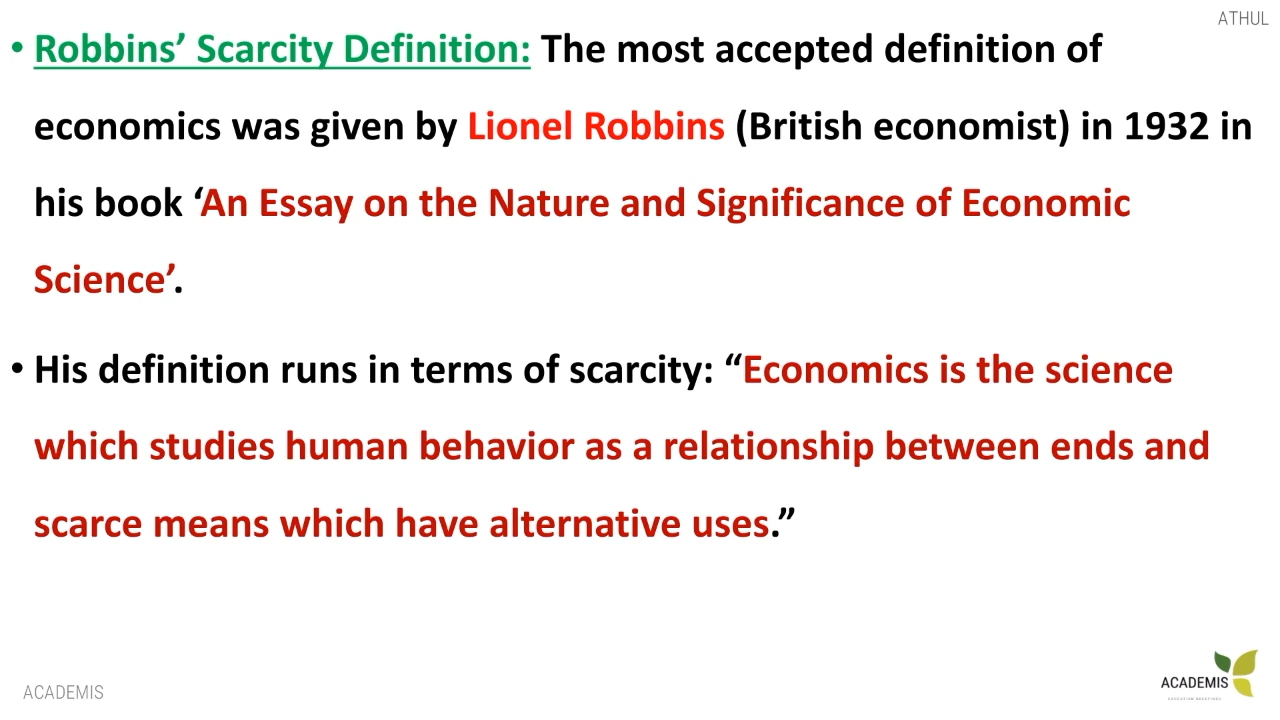 ATHUL
• Robbins’ Scarcity Definition: The most accepted definition of
economics was given by Lionel Robbins (British economist) in 1932 in
his book ‘An Essay on the Nature and Significance of Economic
Science’.
• His definition runs in terms of scarcity: “Economics is the science
which studies human behavior as a relationship between ends and
scarce means which have alternative uses.”
ACADEMIS
ACADEMIS